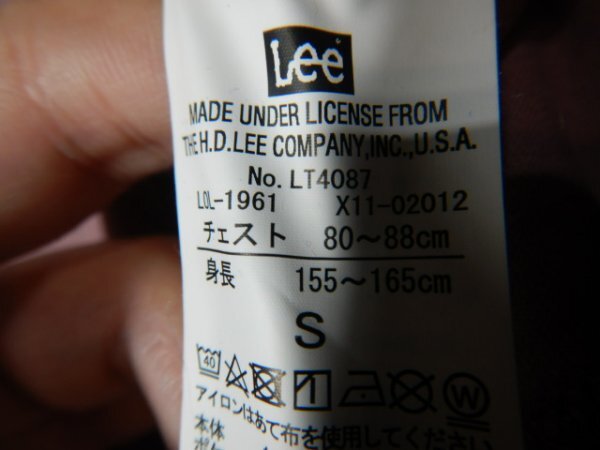 Lee
MADE UNDER LICENSE FROM
THE H.D.LEE COMPANY,INC.,U.S.A.
No. LT4087
LOL-1961 X11-02012
チェスト 80～88cm
身長 155～165cm
S
40 W
アイロンはあて布を使用してください
本体